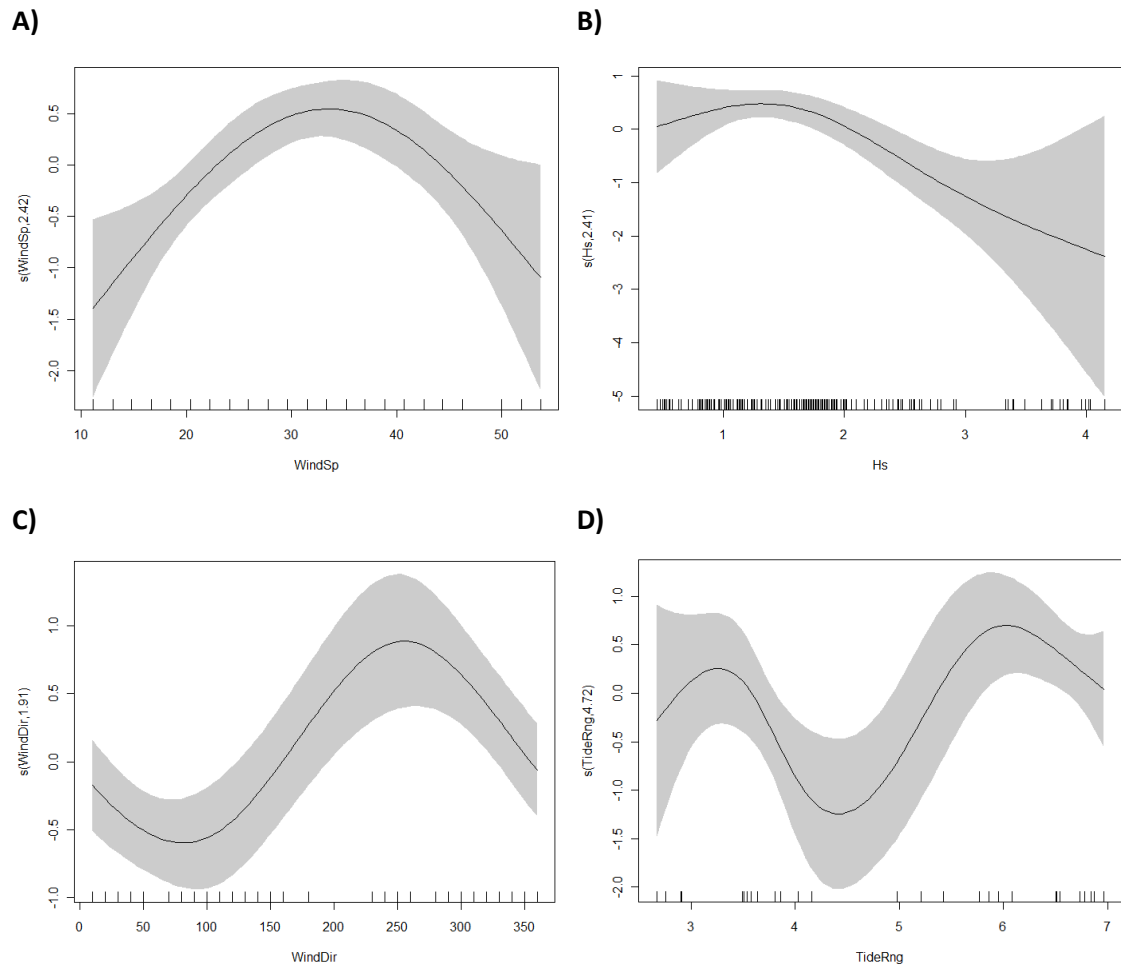 A)
s(WindSp,2.42)
0.5
0.0
-0.5
-1.0
-1.5
-2.0
10 20 30 40 50
WindSp
B)
s(Hs,2.41)
1
0
-1
-2
-3
-4
-5
1 2 3 4
Hs
C)
s(WindDir,1.91)
1.0
0.5
0.0
-0.5
-1.0
0 50 100 150 200 250 300 350
WindDir
D)
s(TideRng,4.72)
1.0
0.5
0.0
-0.5
-1.0
-1.5
-2.0
3 4 5 6 7
TideRng